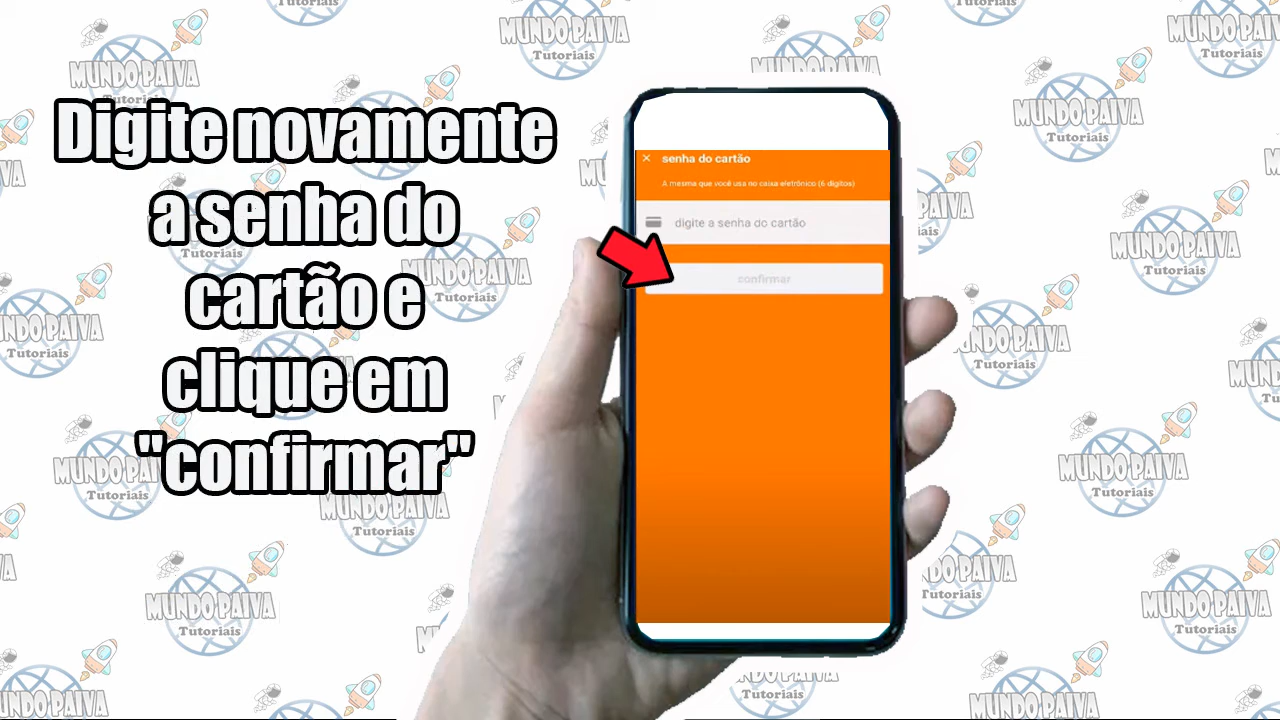 Digite novamente
a senha do
cartão e
clique em
"confirmar"
senha do cartão
A mesma que você usa no caixa eletrônico (6 dígitos)
digite a senha do cartão
confirmar
MUNDO PAIVA
Tutoriais